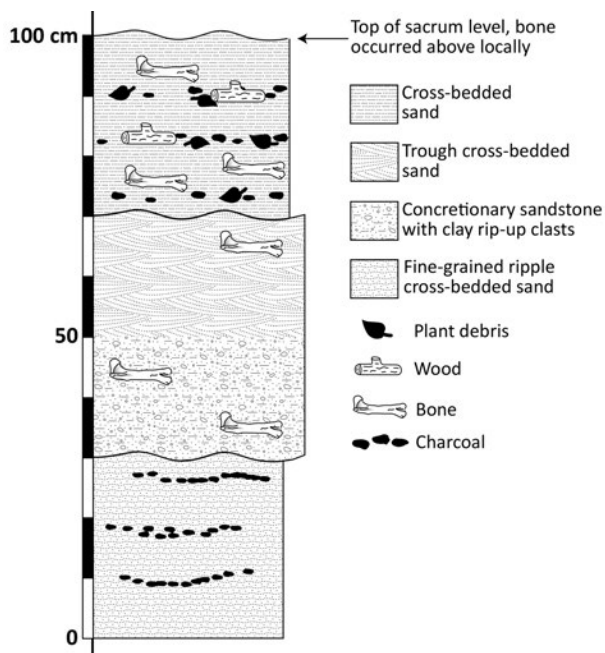 100 cm
50
0
Top of sacrum level, bone
occurred above locally
Cross-bedded
sand
Trough cross-bedded
sand
Concretionary sandstone
with clay rip-up clasts
Fine-grained ripple
cross-bedded sand
Plant debris
Wood
Bone
Charcoal